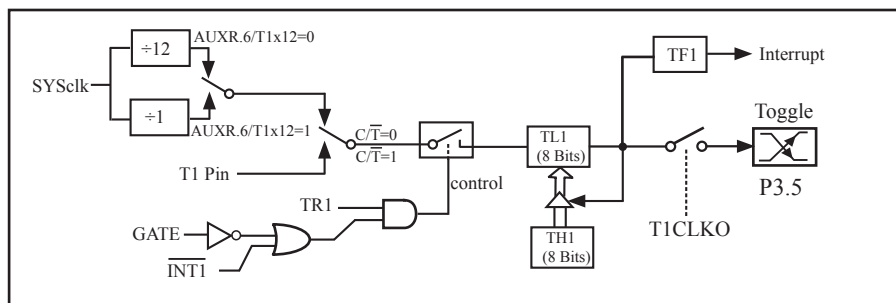 AUXR.6/T1x12=0
÷12
SYSclk
÷1
AUXR.6/T1x12=1
T1 Pin
C/T̅=0
C/T̅=1
control
TR1
GATE
I̅N̅T̅1̅
TL1
(8 Bits)
TH1
(8 Bits)
TF1
Interrupt
Toggle
P3.5
T1CLKO